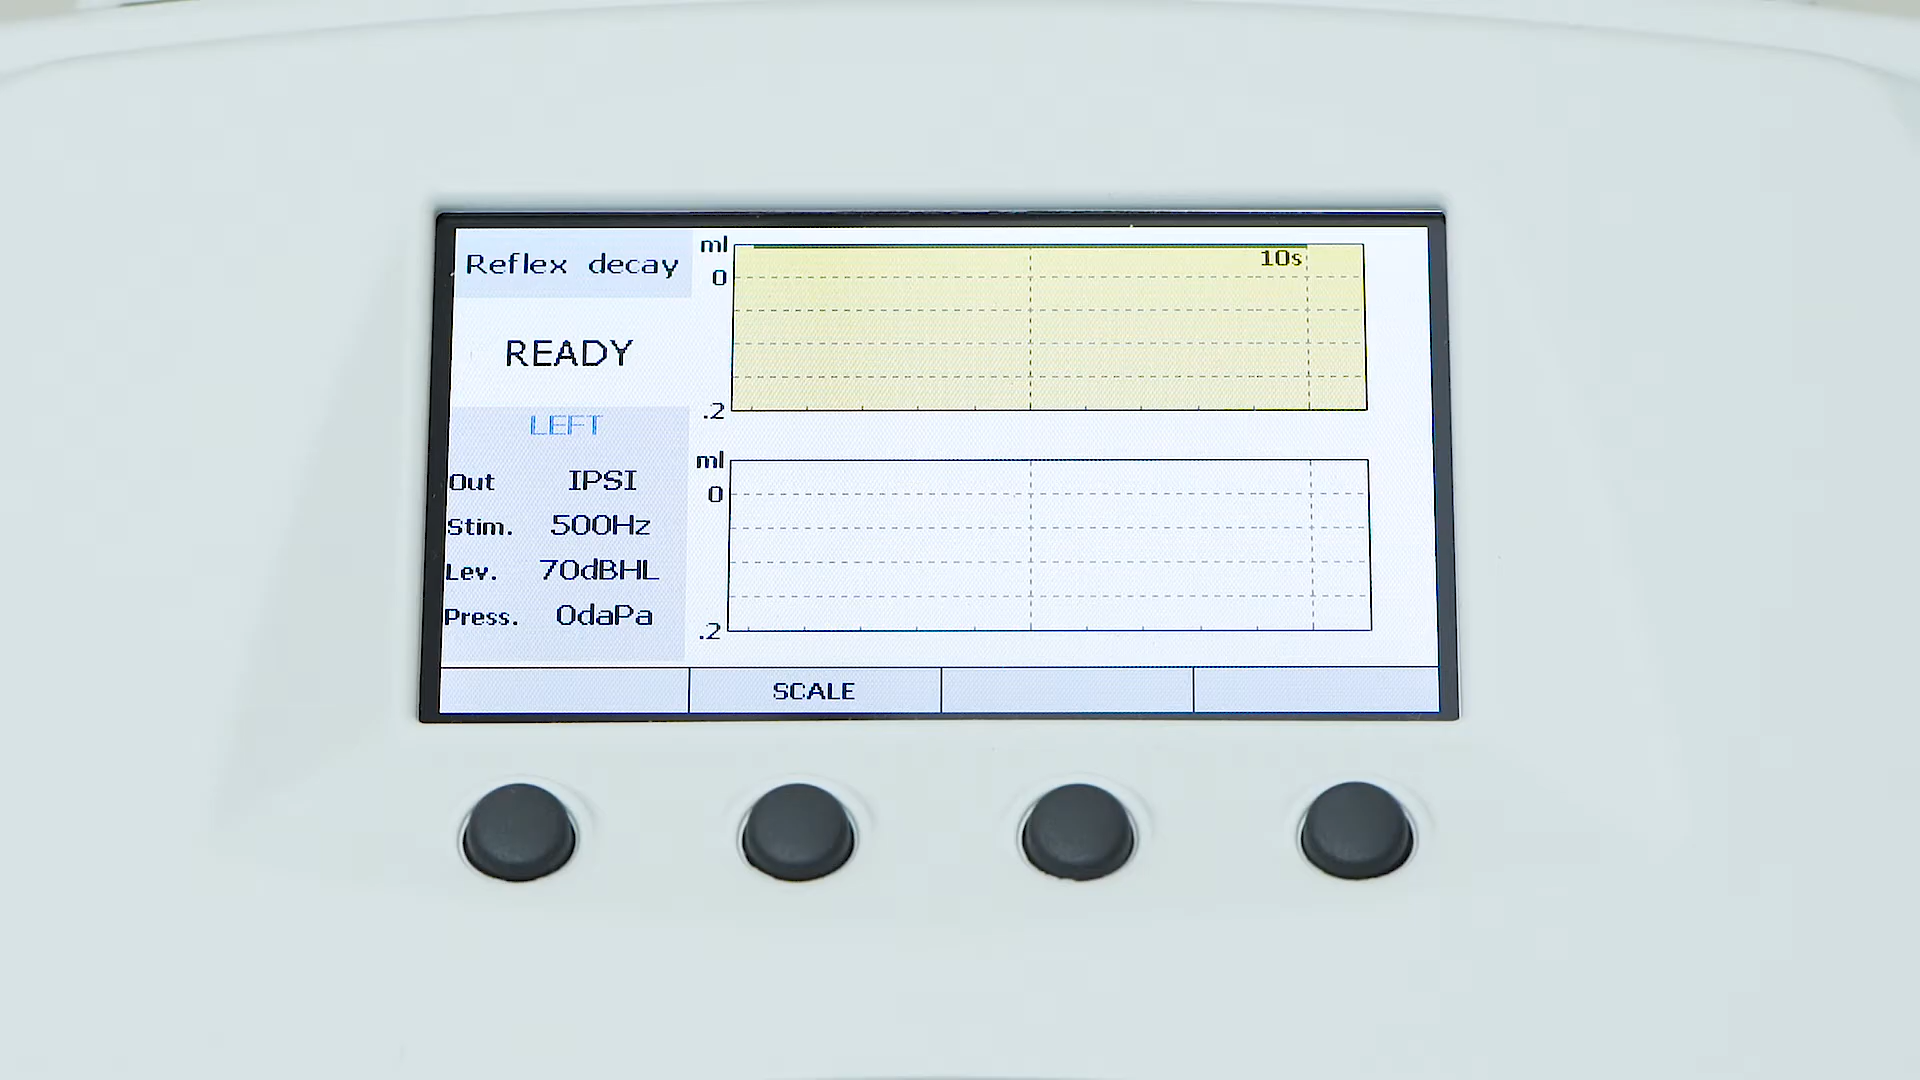 Reflex decay
READY
LEFT
Out IPSI
Stim. 500Hz
Lev. 70dBHL
Press. 0daPa
ml
0
.2
10s
ml
0
.2
SCALE